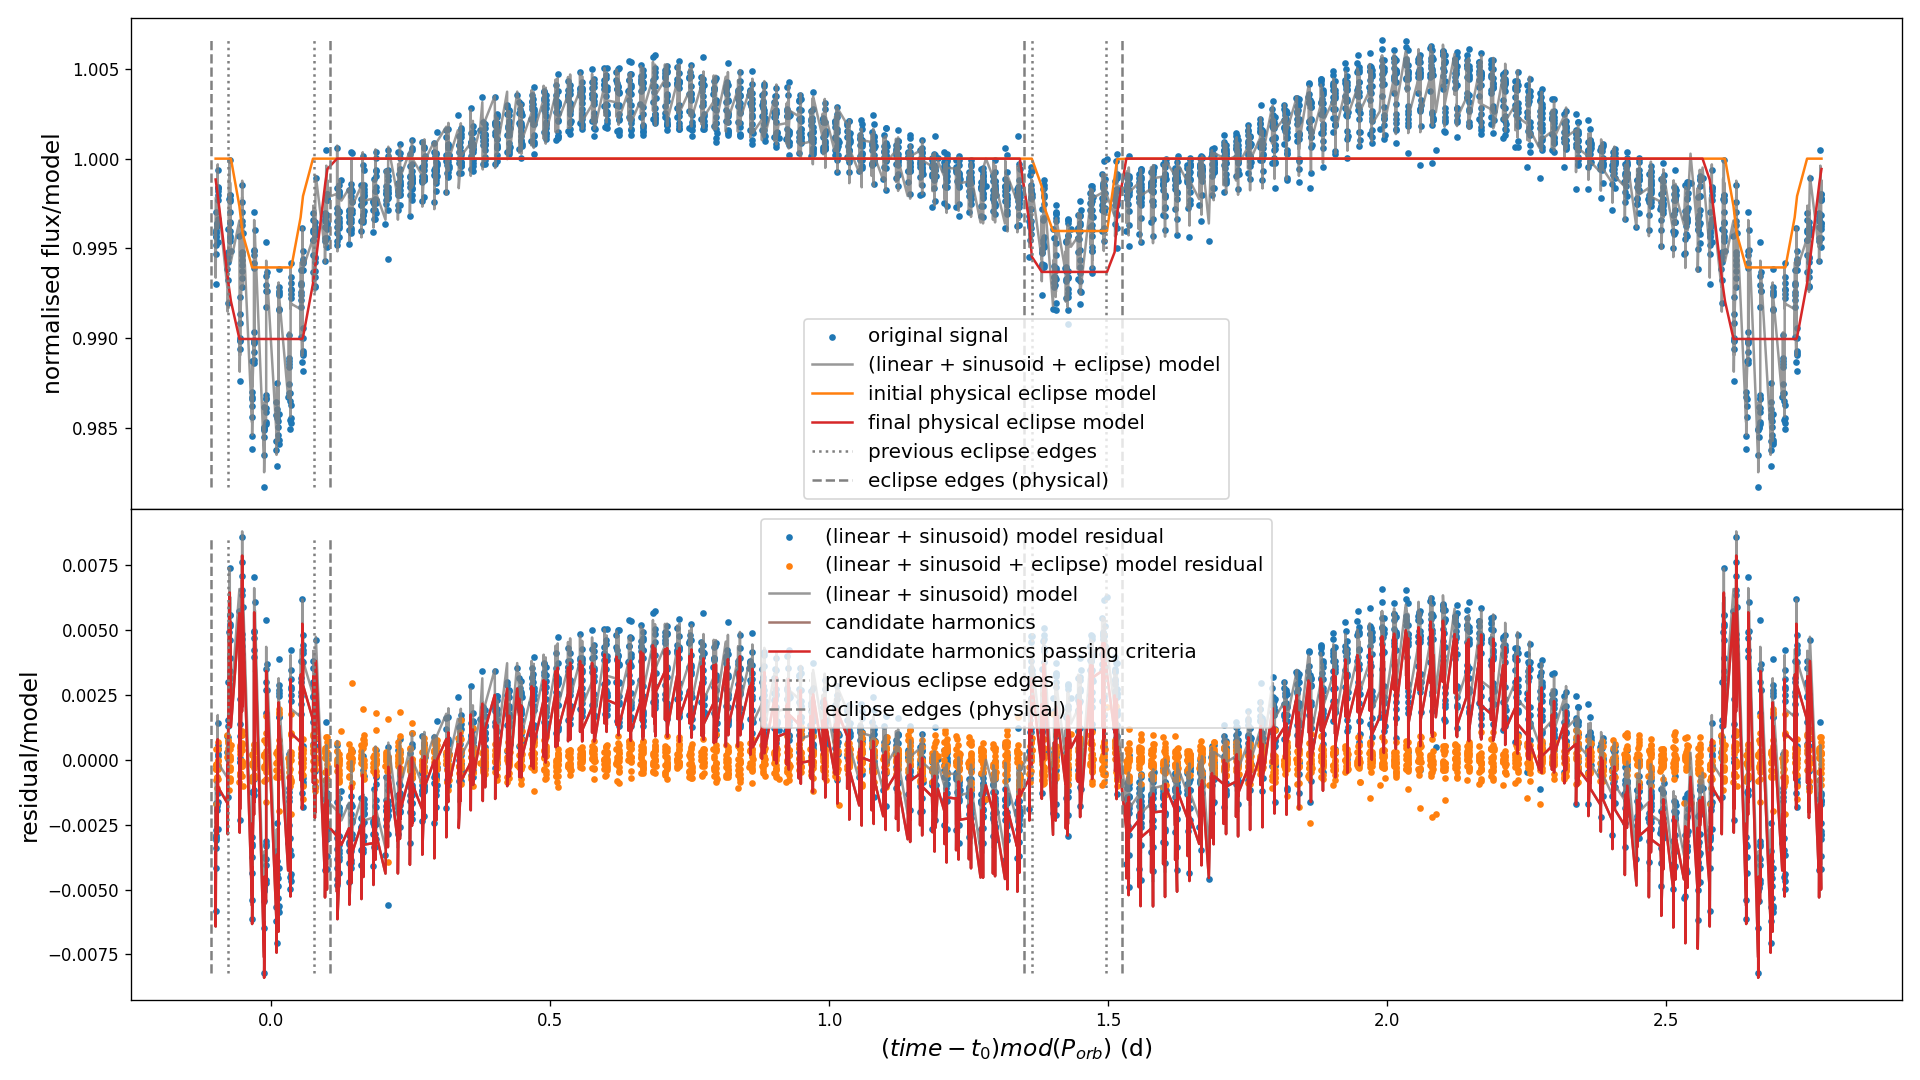 normalised flux/model
1.005
1.000
0.995
0.990
0.985
original signal
(linear + sinusoid + eclipse) model
initial physical eclipse model
final physical eclipse model
previous eclipse edges
eclipse edges (physical)
residual/model
0.0075
0.0050
0.0025
0.0000
−0.0025
−0.0050
−0.0075
(linear + sinusoid) model residual
(linear + sinusoid + eclipse) model residual
(linear + sinusoid) model
candidate harmonics
candidate harmonics passing criteria
previous eclipse edges
eclipse edges (physical)
0.0 0.5 1.0 1.5 2.0 2.5
(time − t₀)mod(Pₒᵣb) (d)